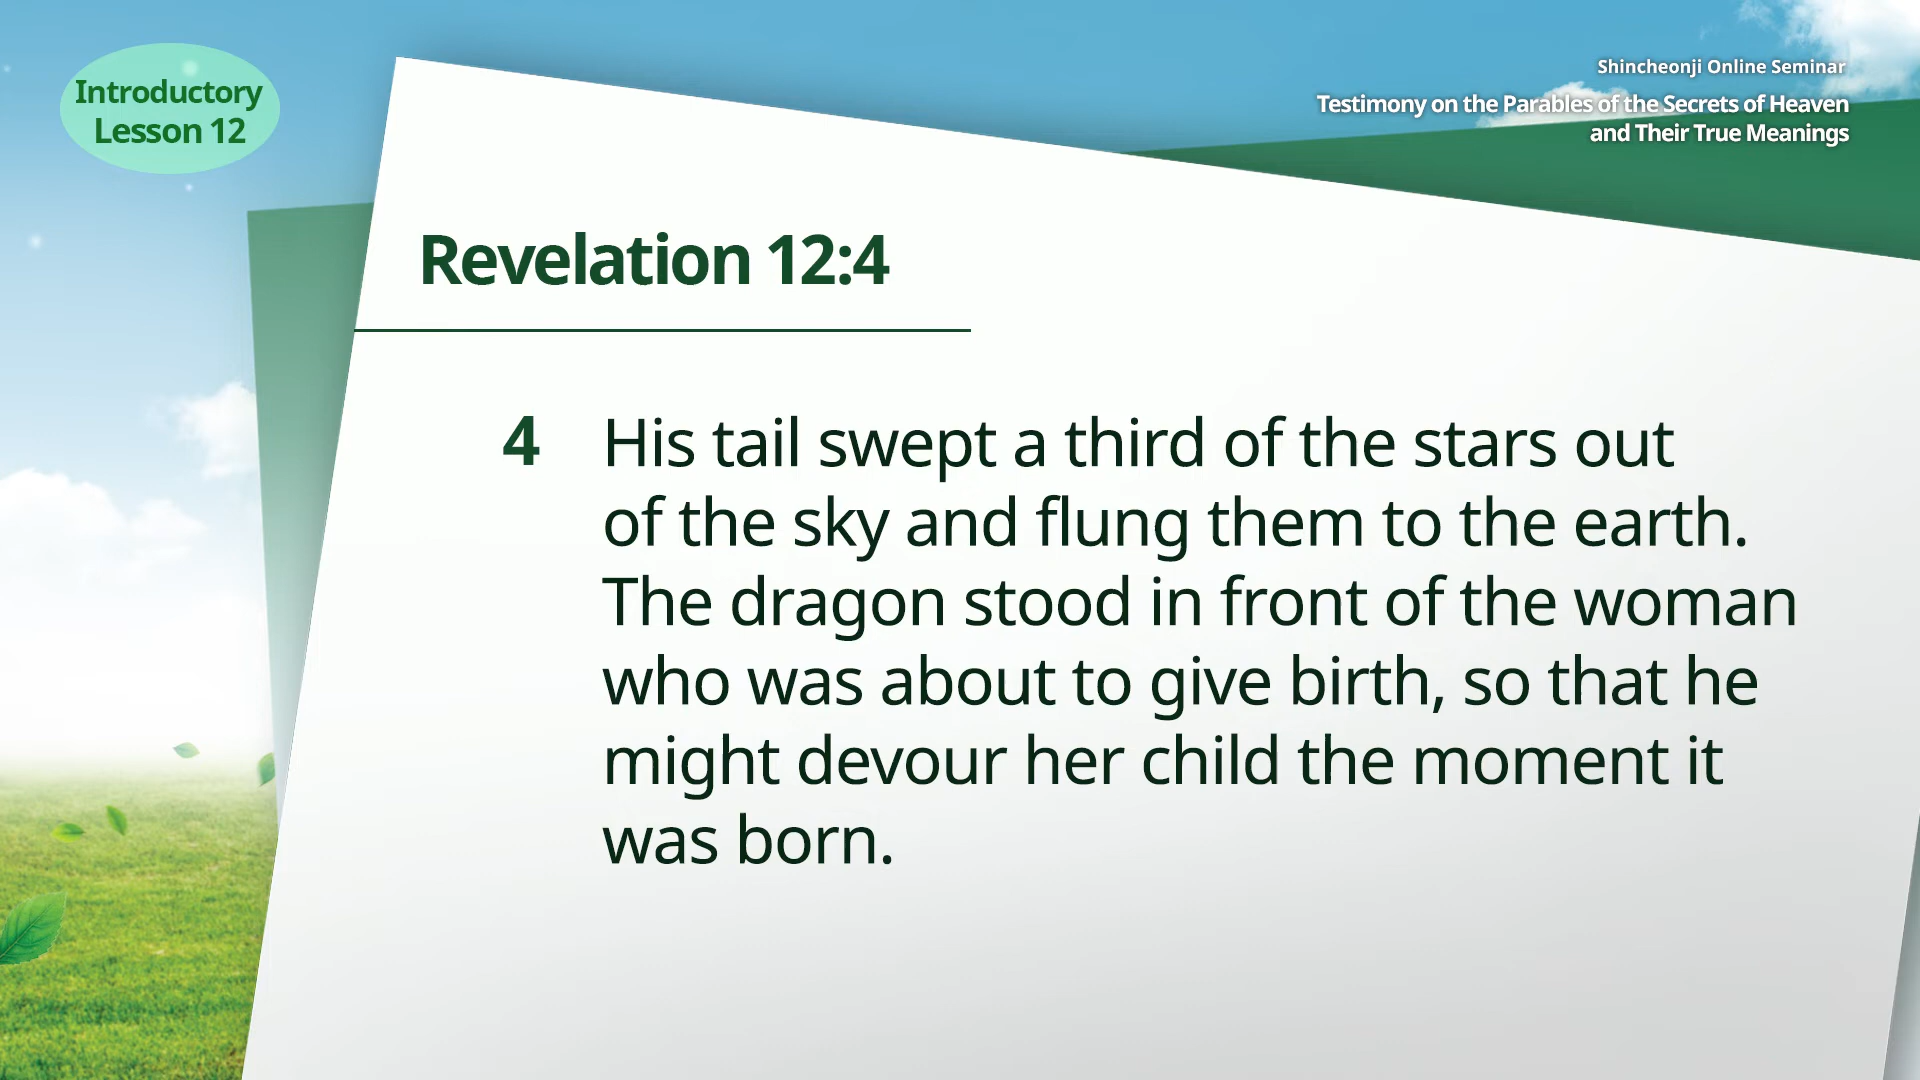 Introductory
Lesson 12
Shincheonji Online Seminar
Testimony on the Parables of the Secrets of Heaven
and Their True Meanings
Revelation 12:4
4 His tail swept a third of the stars out
of the sky and flung them to the earth.
The dragon stood in front of the woman
who was about to give birth, so that he
might devour her child the moment it
was born.